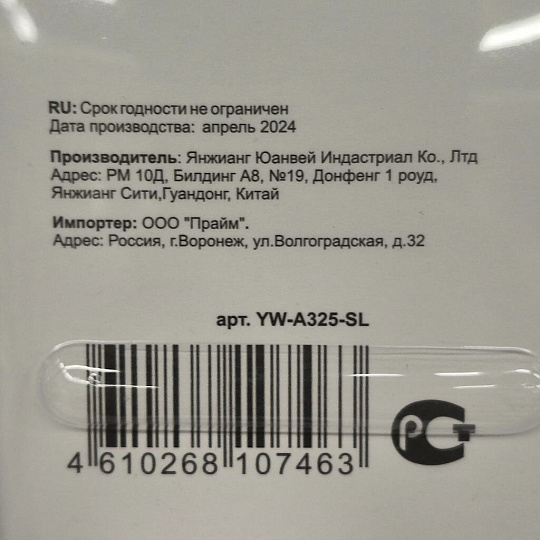 RU: Срок годности не ограничен
Дата производства: апрель 2024
Производитель: Янжианг Юанвей Индастриал Ко., Лтд
Адрес: РМ 10Д, Билдинг А8, №19, Донфенг 1 роуд,
Янжианг Сити,Гуандонг, Китай
Импортер: ООО "Прайм".
Адрес: Россия, г.Воронеж, ул.Волгоградская, д.32
арт. YW-A325-SL
4 610268 107463
РСТ